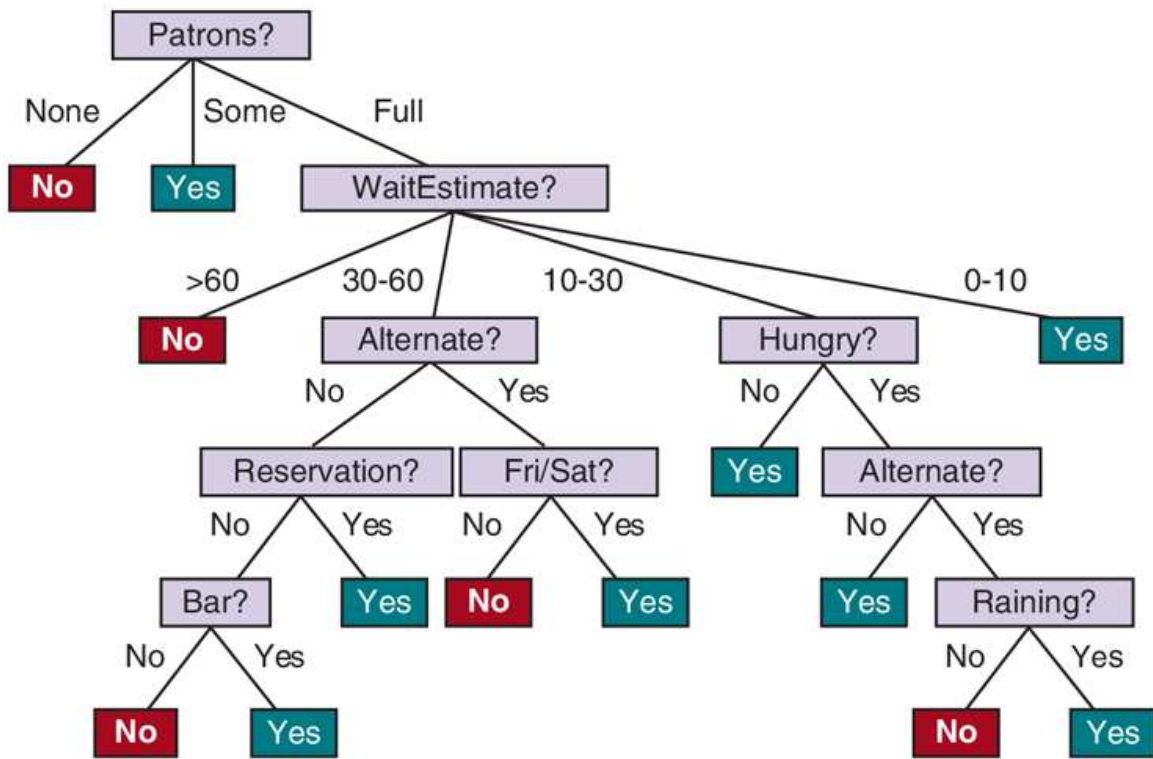 Patrons?
None Some Full
No Yes WaitEstimate?
>60 30-60 10-30 0-10
No Alternate? Hungry? Yes
No Yes No Yes
Reservation? Fri/Sat? Yes Alternate?
No Yes No Yes No Yes
Bar? Yes No Yes Yes Raining?
No Yes No Yes
No Yes No Yes